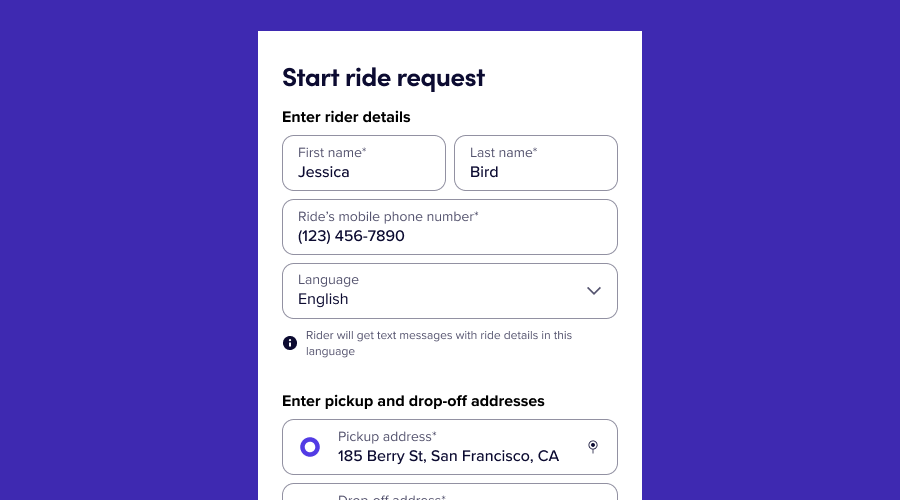 Start ride request
Enter rider details
First name*
Jessica
Last name*
Bird
Ride's mobile phone number*
(123) 456-7890
Language
English
Rider will get text messages with ride details in this
language
Enter pickup and drop-off addresses
Pickup address*
185 Berry St, San Francisco, CA
Drop-off address*